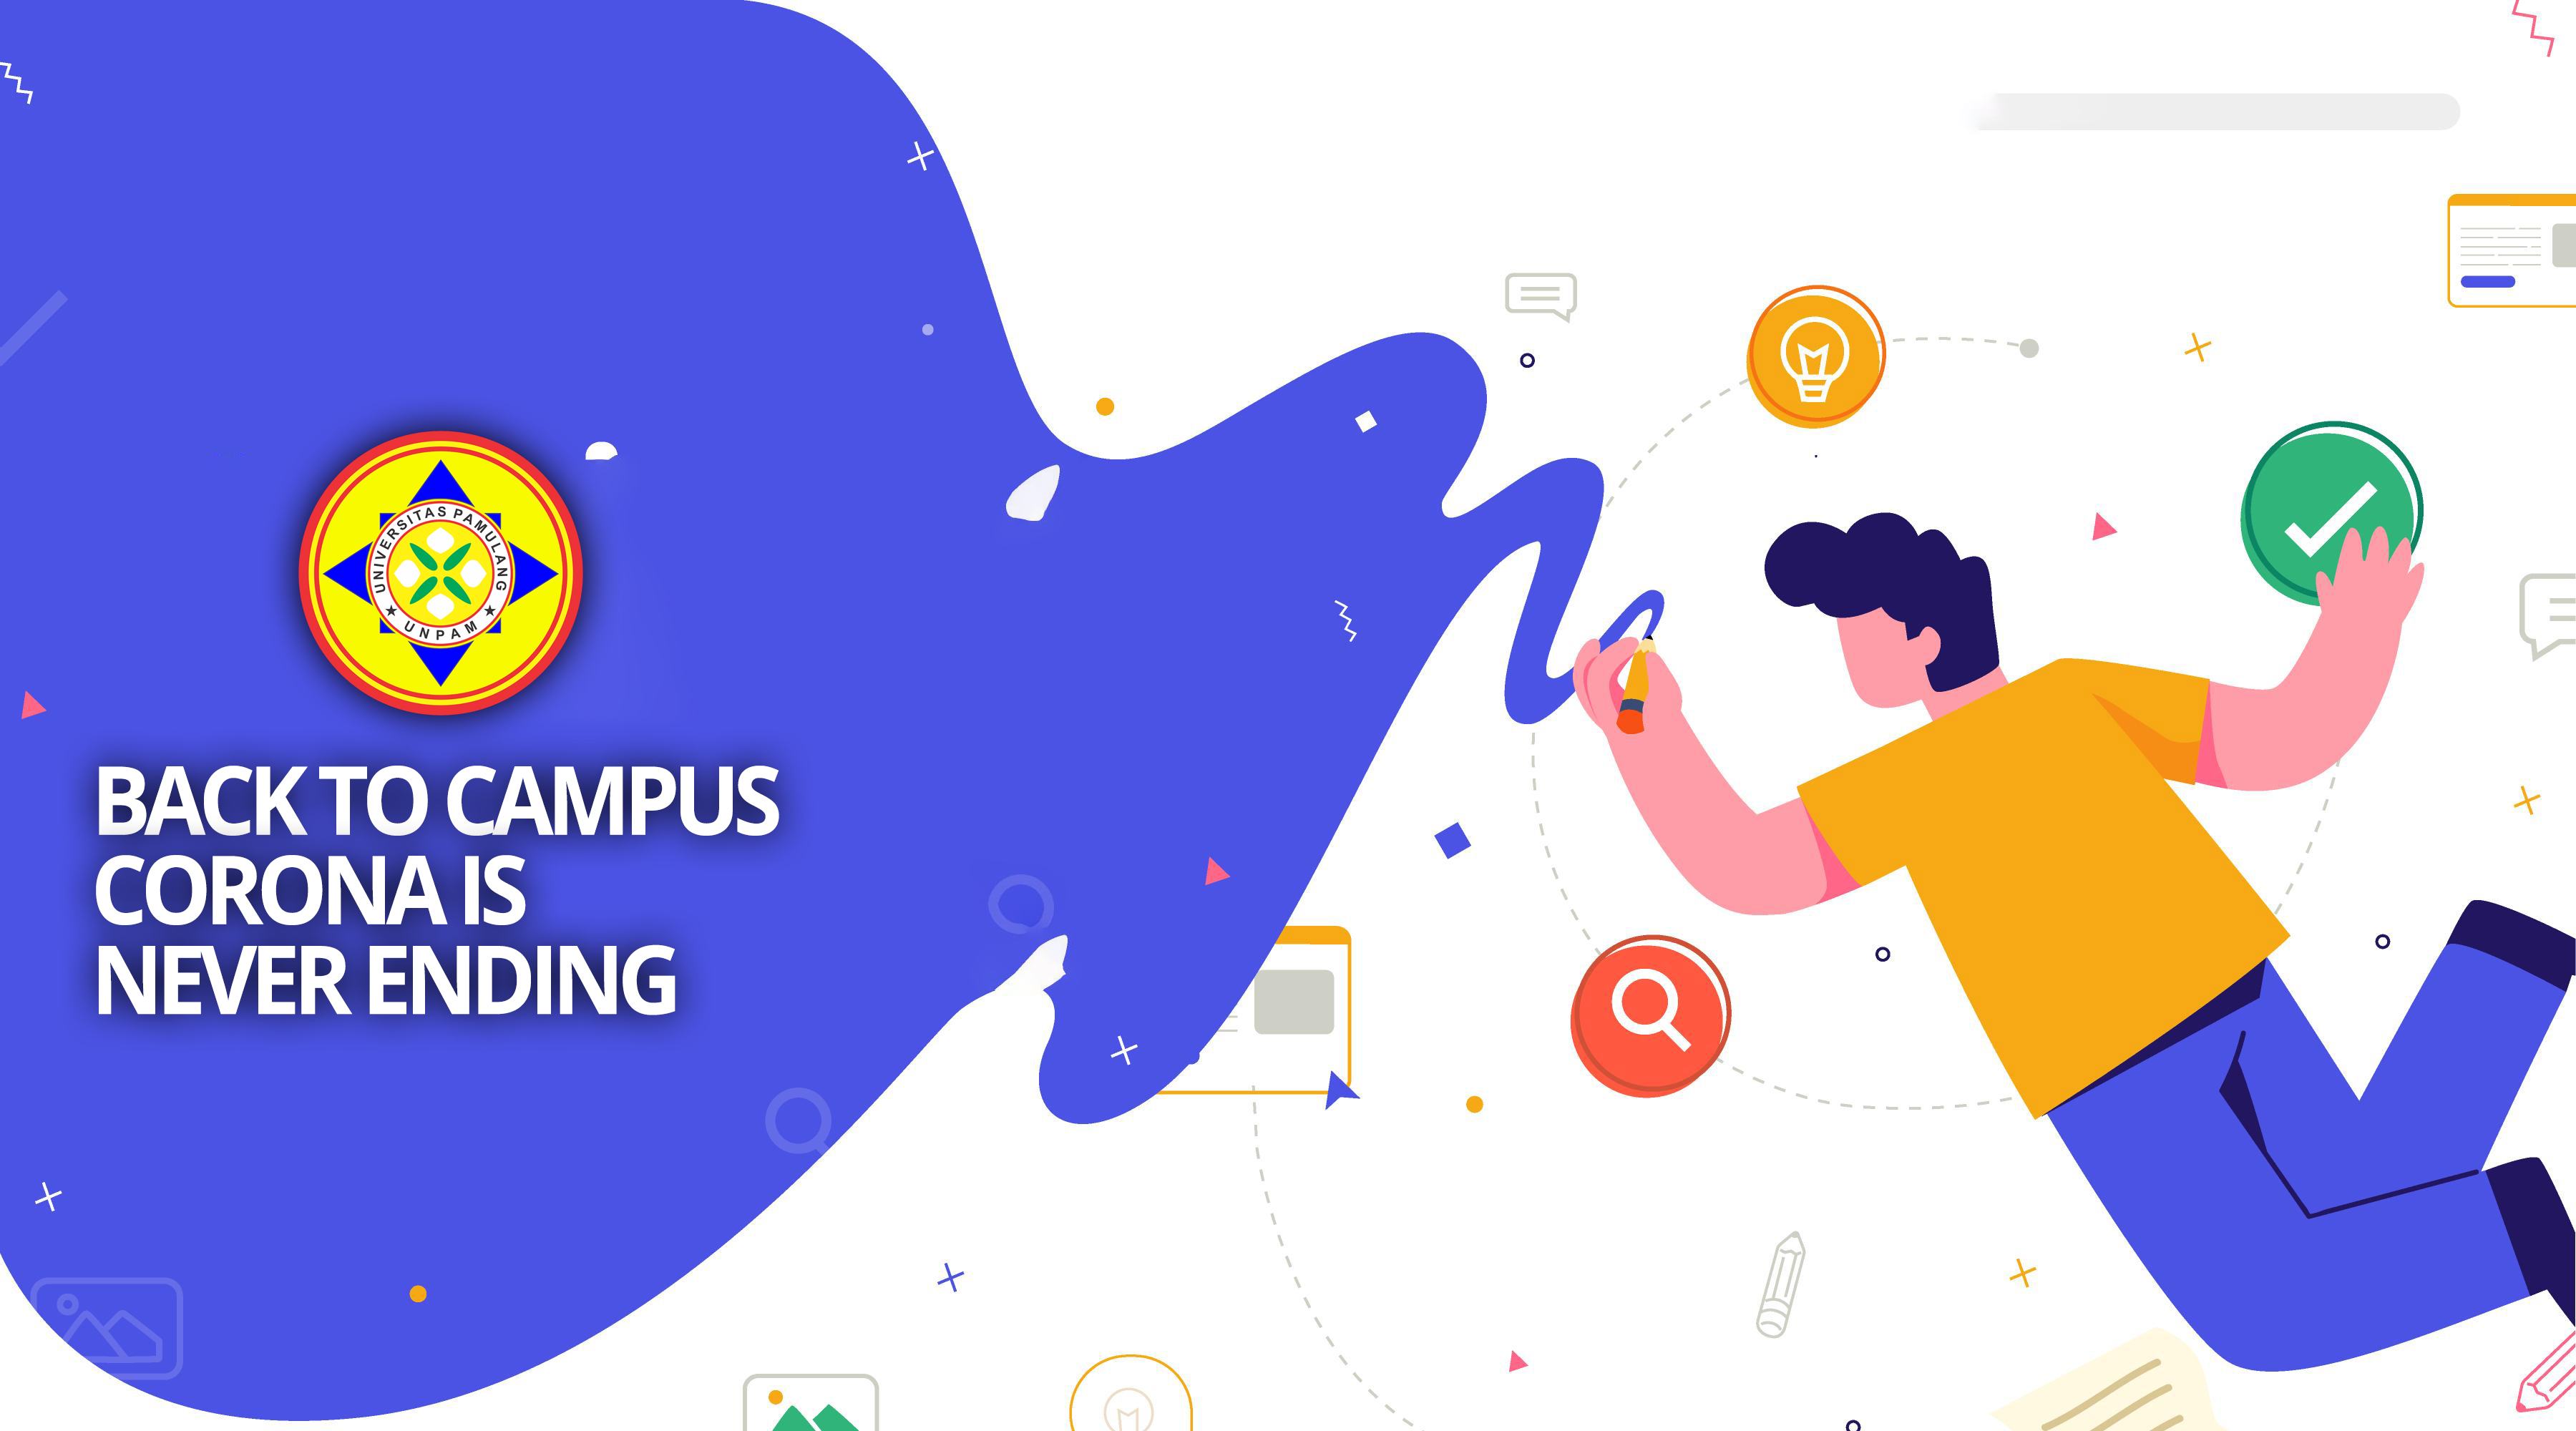 UNIVERSITAS PAMULANG
★ UNPAM ★
BACK TO CAMPUS
CORONA IS
NEVER ENDING